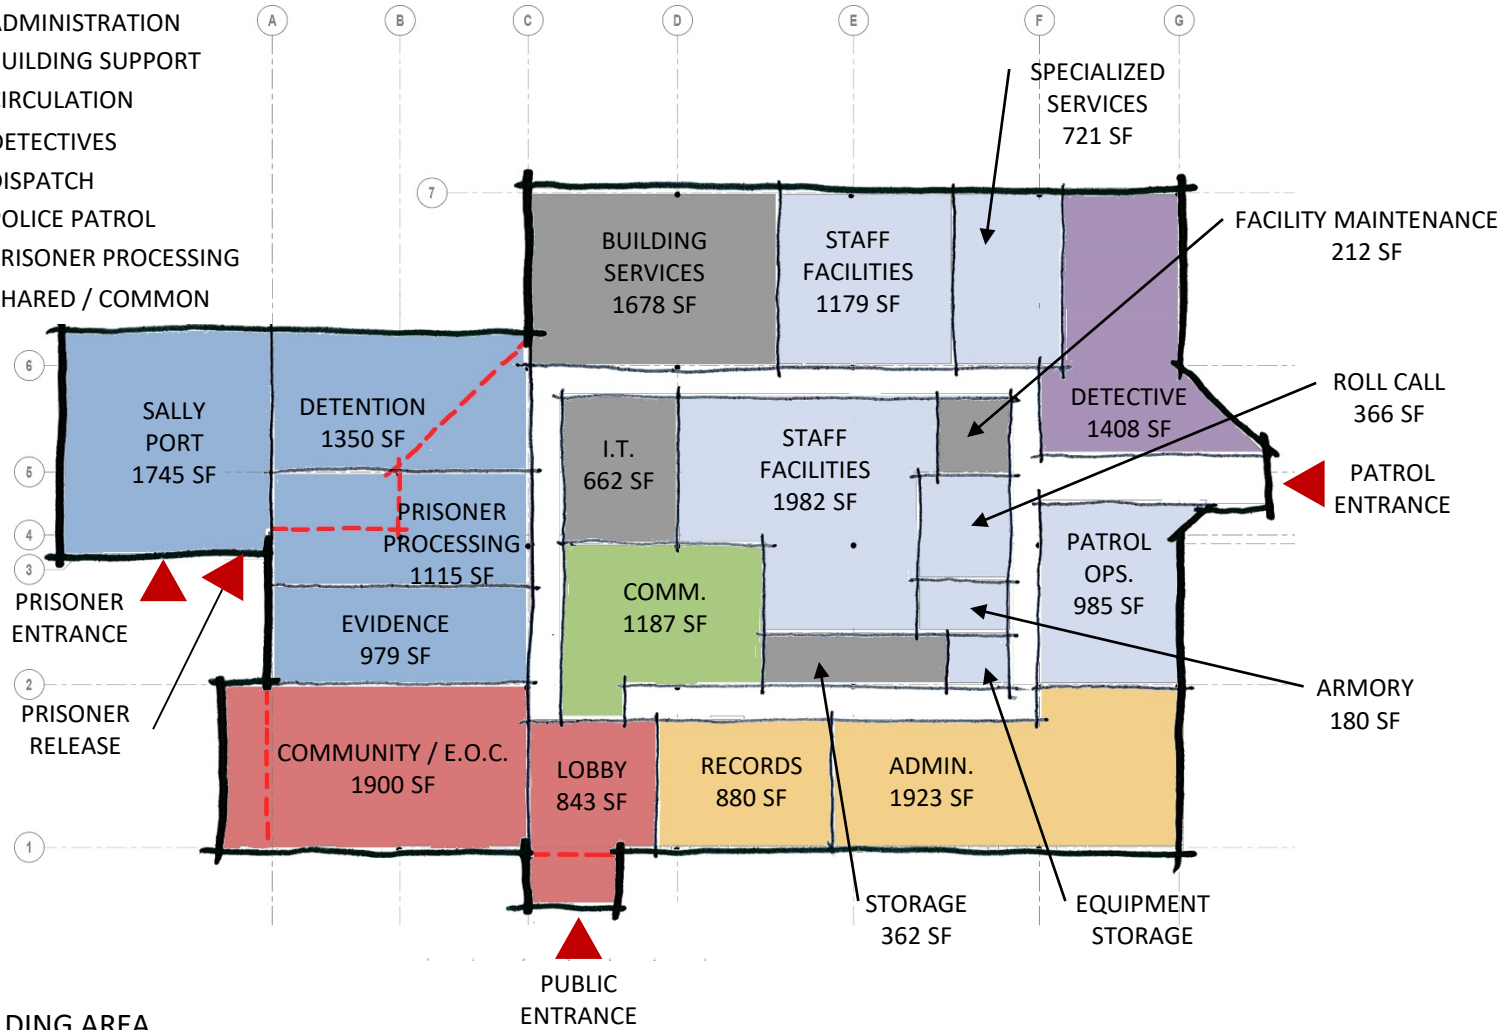 A B C D E F G
DMINISTRATION
UILDING SUPPORT
IRCULATION
ETECTIVES
ISPATCH
OLICE PATROL
RISONER PROCESSING
HARED / COMMON
7
6
5
4
3
2
1
SPECIALIZED
SERVICES
721 SF
BUILDING
SERVICES
1678 SF
STAFF
FACILITIES
1179 SF
FACILITY MAINTENANCE
212 SF
SALLY
PORT
1745 SF
DETENTION
1350 SF
I.T.
662 SF
STAFF
FACILITIES
1982 SF
DETECTIVE
1408 SF
ROLL CALL
366 SF
PATROL
ENTRANCE
PRISONER
PROCESSING
1115 SF
PATROL
OPS.
985 SF
PRISONER
ENTRANCE
EVIDENCE
979 SF
COMM.
1187 SF
ARMORY
180 SF
PRISONER
RELEASE
COMMUNITY / E.O.C.
1900 SF
LOBBY
843 SF
RECORDS
880 SF
ADMIN.
1923 SF
STORAGE
362 SF
EQUIPMENT
STORAGE
PUBLIC
ENTRANCE
DING AREA